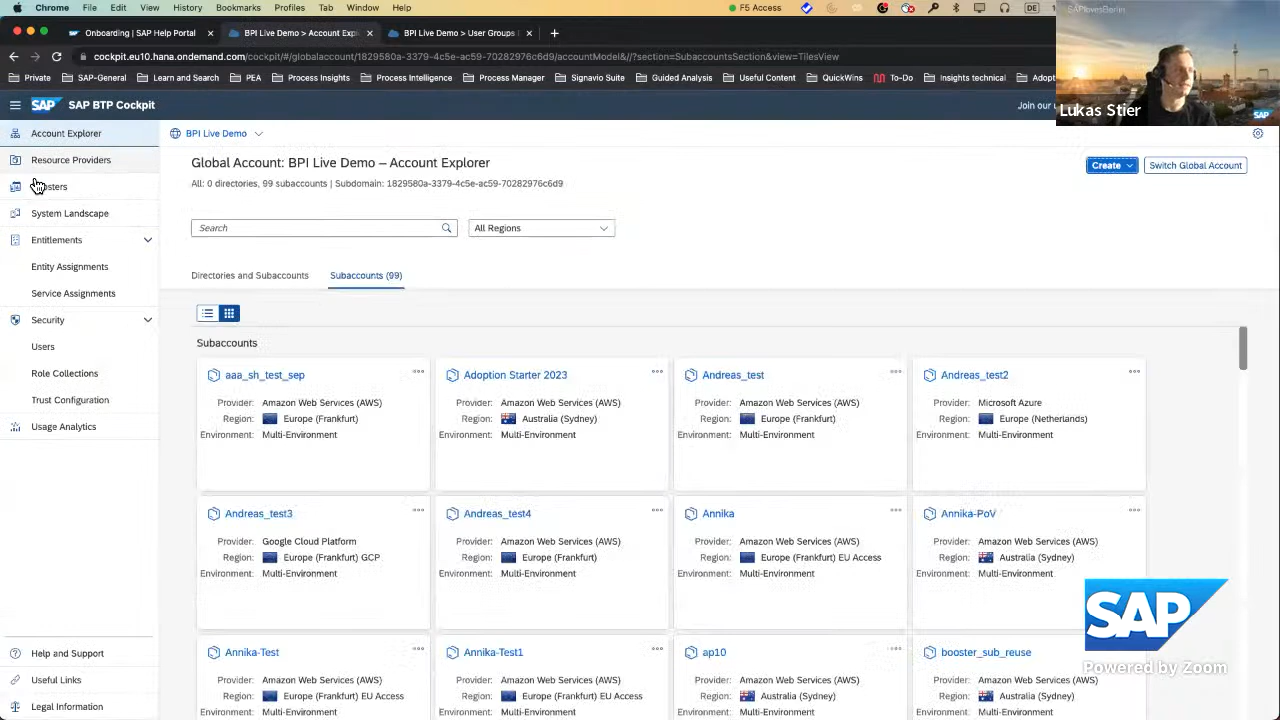 Stories
Folder
View
History
Bookmarks
Window
Help
F5 Access
SAPlovesBerlin
Onboarding | SAP Help Portal
BPI Live Demo > Account Exp
BPI Live Demo > User Groups
cockpit.eu10.hana.ondemand.com/cockpit/#/globalaccount/1829580a-3379-4c5e-ac59-70282976c6d9/accountModel&//?section=SubaccountsSection&view=TilesView
Private SAP-General Learn and Search PEA Process Insights Process Intelligence Process Manager Signavio Suite Guided Analysis Useful Content QuickWins To-Do Insights technical Adop
Lukas Stier
SAP
SAP SAP BTP Cockpit
Join our
Account Explorer
Resource Providers
System Landscape
Entitlements
Entity Assignments
Service Assignments
Security
Users
Role Collections
Trust Configuration
Usage Analytics
Help and Support
Useful Links
Legal Information
BPI Live Demo
Global Account: BPI Live Demo – Account Explorer
All: 0 directories, 99 subaccounts | Subdomain: 1829580a-3379-4c5e-ac59-70282976c6d9
Create
Switch Global Account
Search
All Regions
Directories and Subaccounts
Subaccounts (99)
Subaccounts
aaa_sh_test_sep
Provider: Amazon Web Services (AWS)
Region: Europe (Frankfurt)
Environment: Multi-Environment
Adoption Starter 2023
Provider: Amazon Web Services (AWS)
Region: Australia (Sydney)
Environment: Multi-Environment
Andreas_test
Provider: Amazon Web Services (AWS)
Region: Europe (Frankfurt)
Environment: Multi-Environment
Andreas_test2
Provider: Microsoft Azure
Region: Europe (Netherlands)
Environment: Multi-Environment
Andreas_test3
Provider: Google Cloud Platform
Region: Europe (Frankfurt) GCP
Environment: Multi-Environment
Andreas_test4
Provider: Amazon Web Services (AWS)
Region: Europe (Frankfurt)
Environment: Multi-Environment
Annika
Provider: Amazon Web Services (AWS)
Region: Europe (Frankfurt) EU Access
Environment: Multi-Environment
Annika-PoV
Provider: Amazon Web Services (AWS)
Region: Australia (Sydney)
Environment: Multi-Environment
Annika-Test
Provider: Amazon Web Services (AWS)
Region: Europe (Frankfurt) EU Access
Environment: Multi-Environment
Annika-Test1
Provider: Amazon Web Services (AWS)
Region: Europe (Frankfurt) EU Access
Environment: Multi-Environment
ap10
Provider: Amazon Web Services (AWS)
Region: Australia (Sydney)
Environment: Multi-Environment
booster_sub_reuse
Provider: Amazon Web Services (AWS)
Region: Australia (Sydney)
Environment: Multi-Environment
SAP
Powered by Zoom